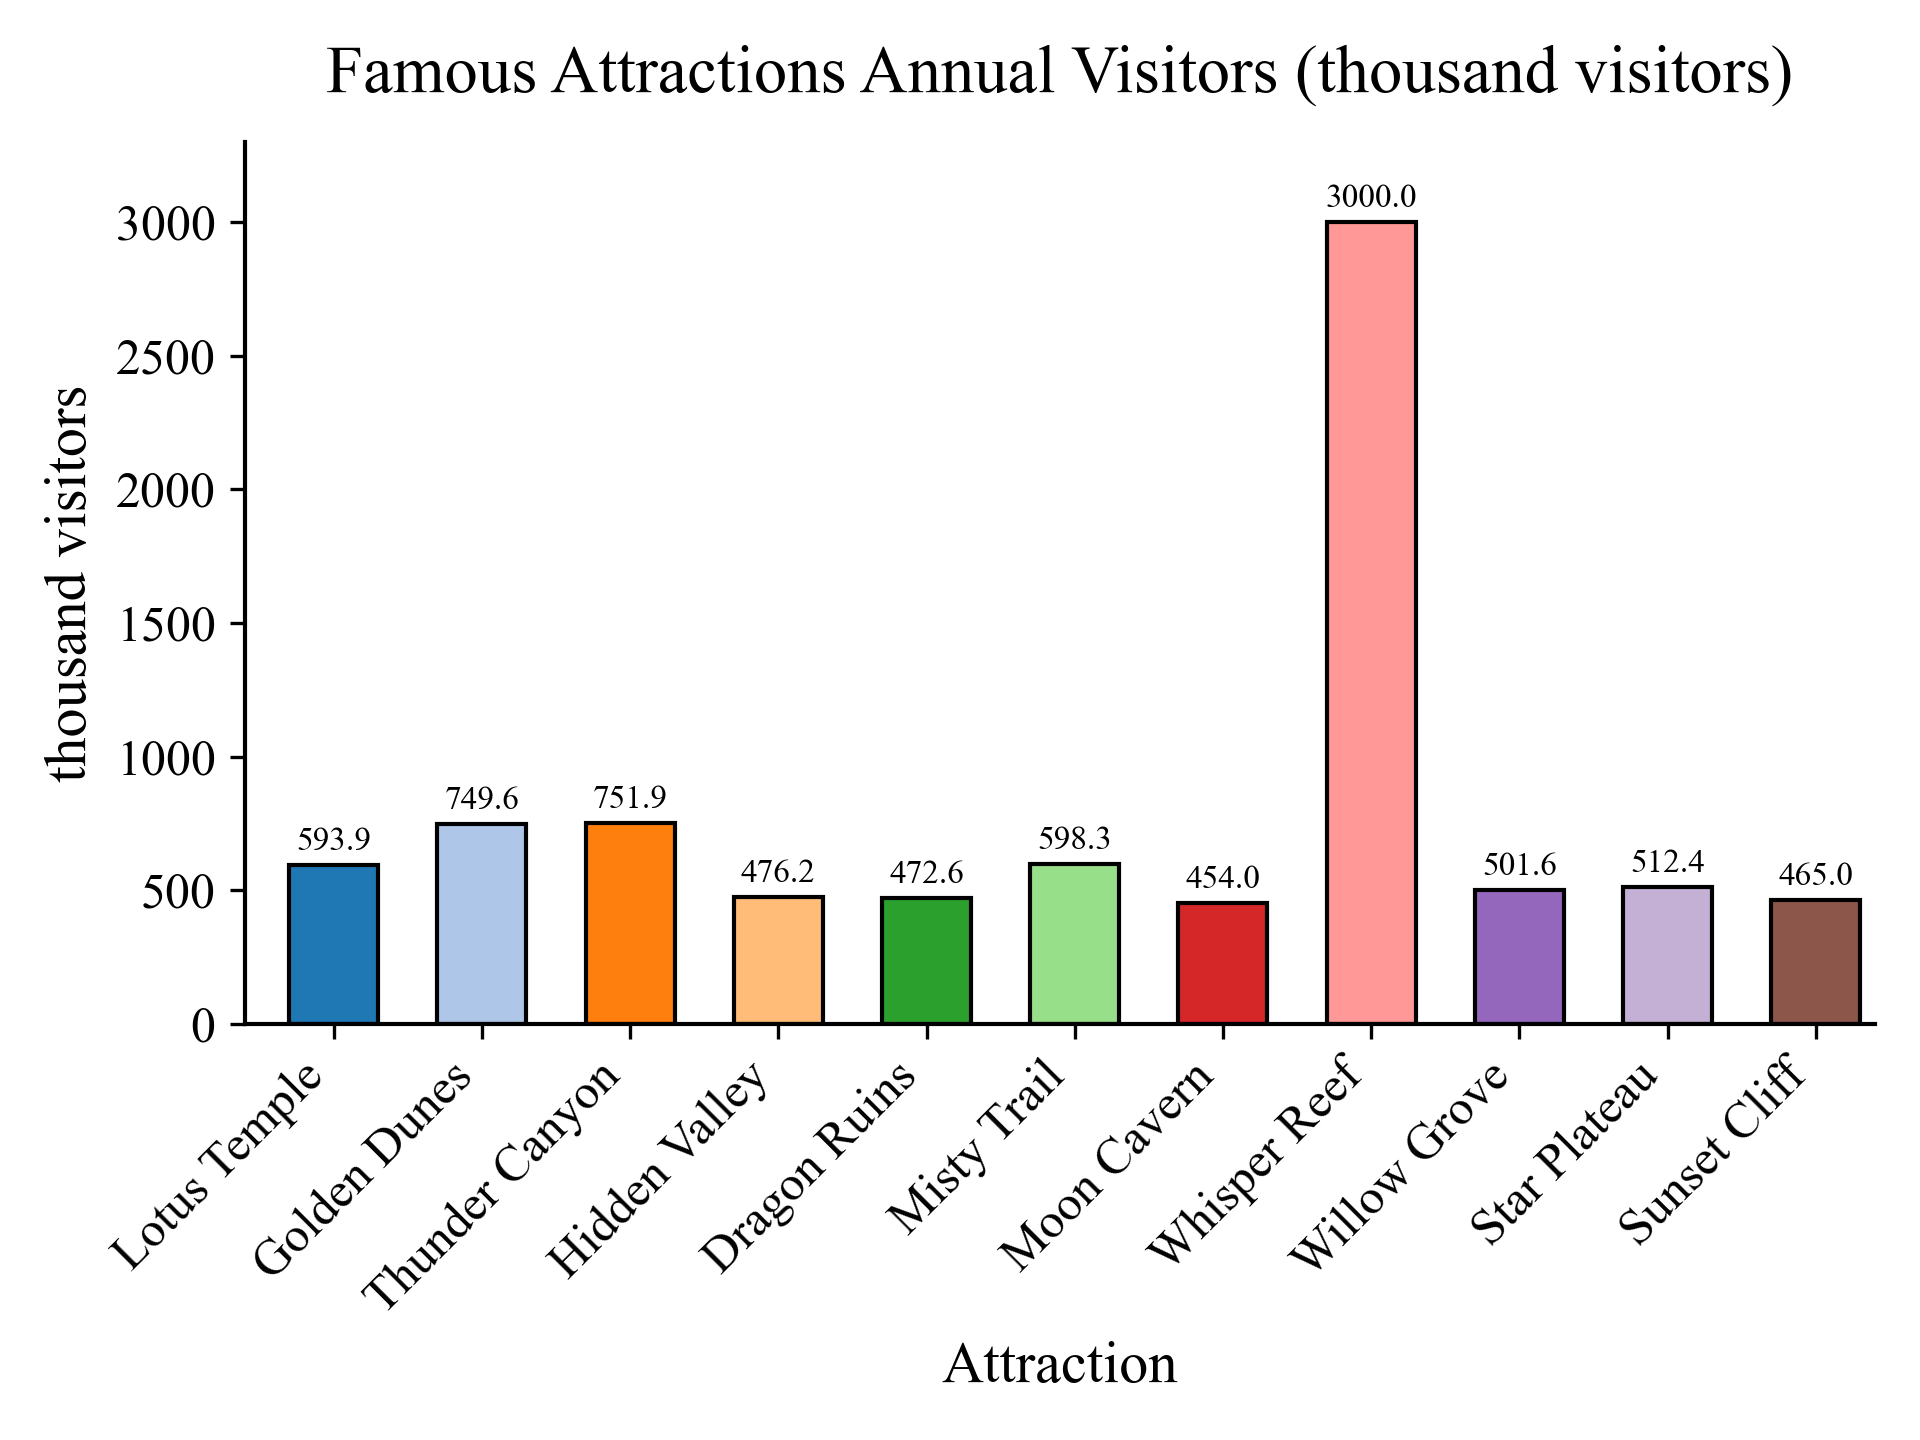 Famous Attractions Annual Visitors (thousand visitors)
thousand visitors
3000
2500
2000
1500
1000
500
0
593.9
749.6
751.9
476.2
472.6
598.3
454.0
3000.0
501.6
512.4
465.0
Lotus Temple
Golden Dunes
Thunder Canyon
Hidden Valley
Dragon Ruins
Misty Trail
Moon Cavern
Whisper Reef
Willow Grove
Star Plateau
Sunset Cliff
Attraction